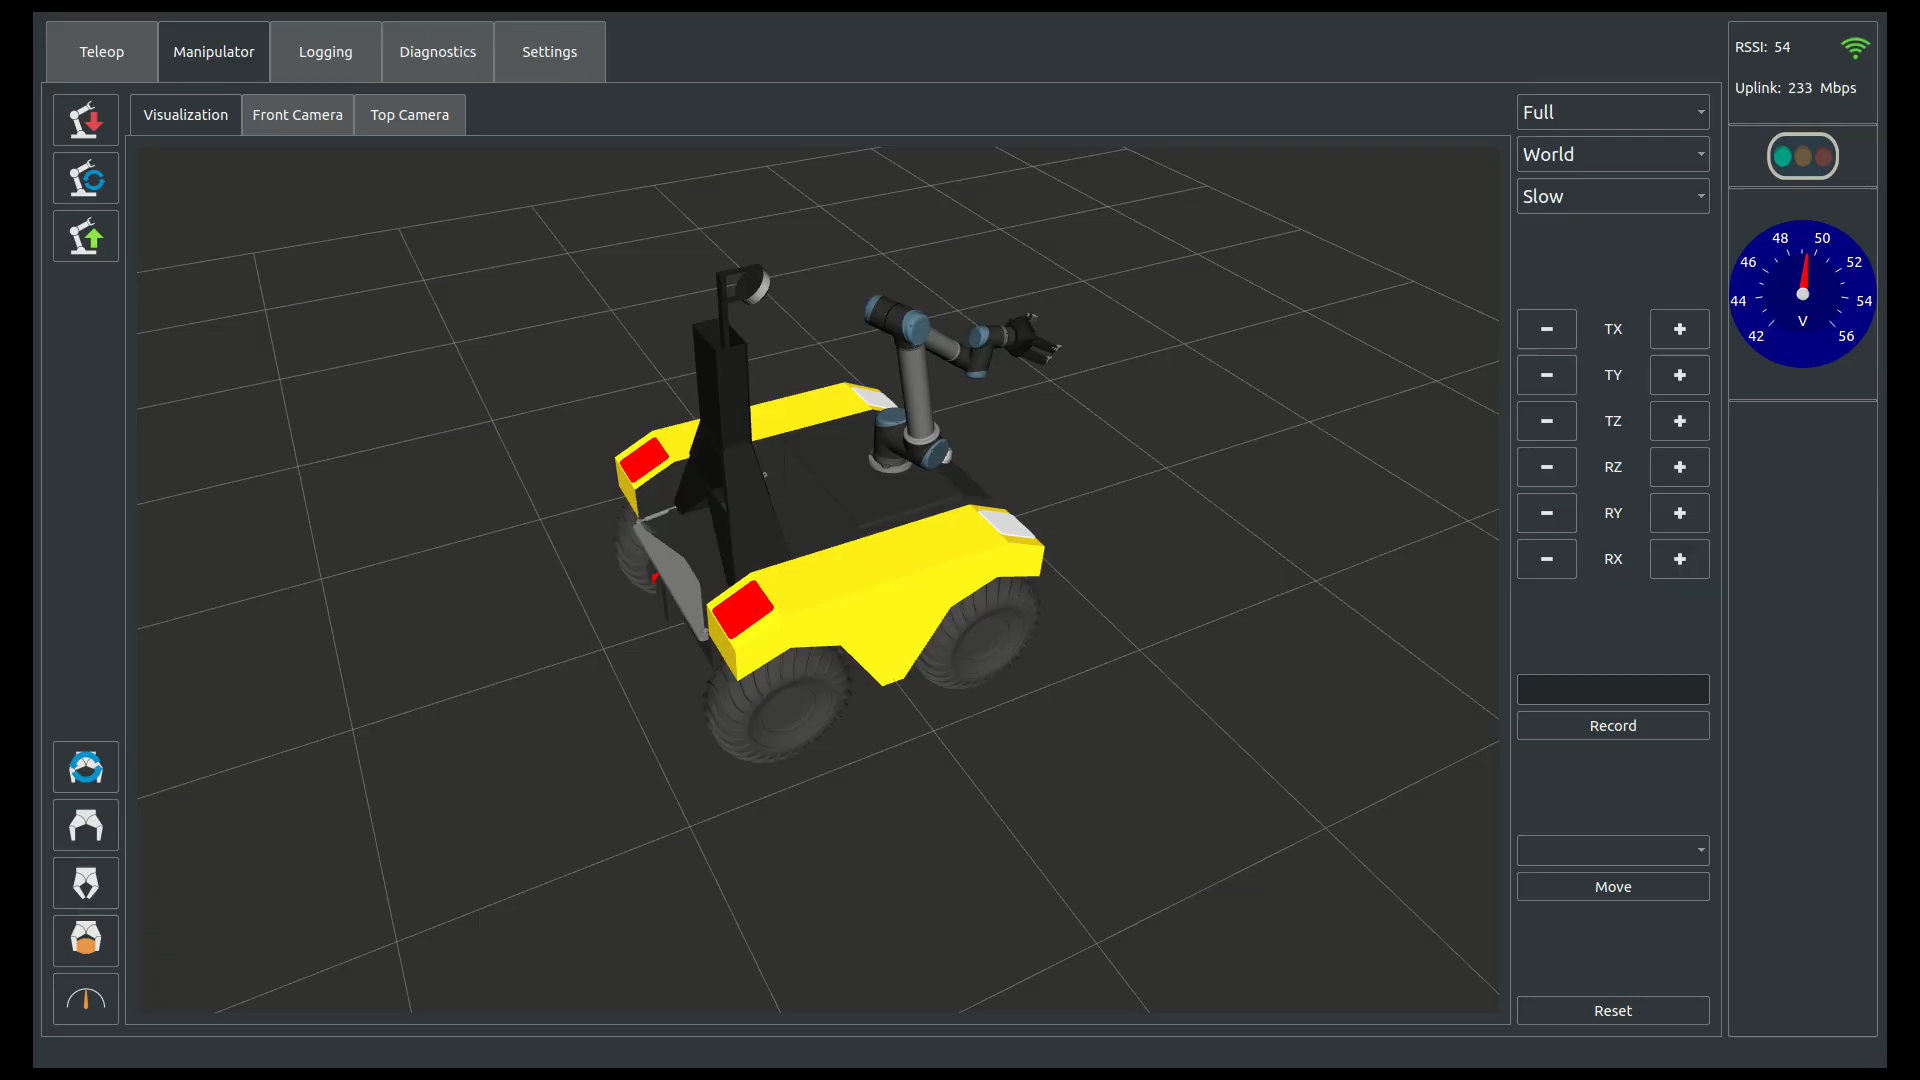 Teleop
Manipulator
Logging
Diagnostics
Settings
Visualization
Front Camera
Top Camera
Full
World
Slow
TX
TY
TZ
RZ
RY
RX
Record
Move
Reset
RSSI: 54
Uplink: 233 Mbps
48 50
46 52
44 54
V
42 56